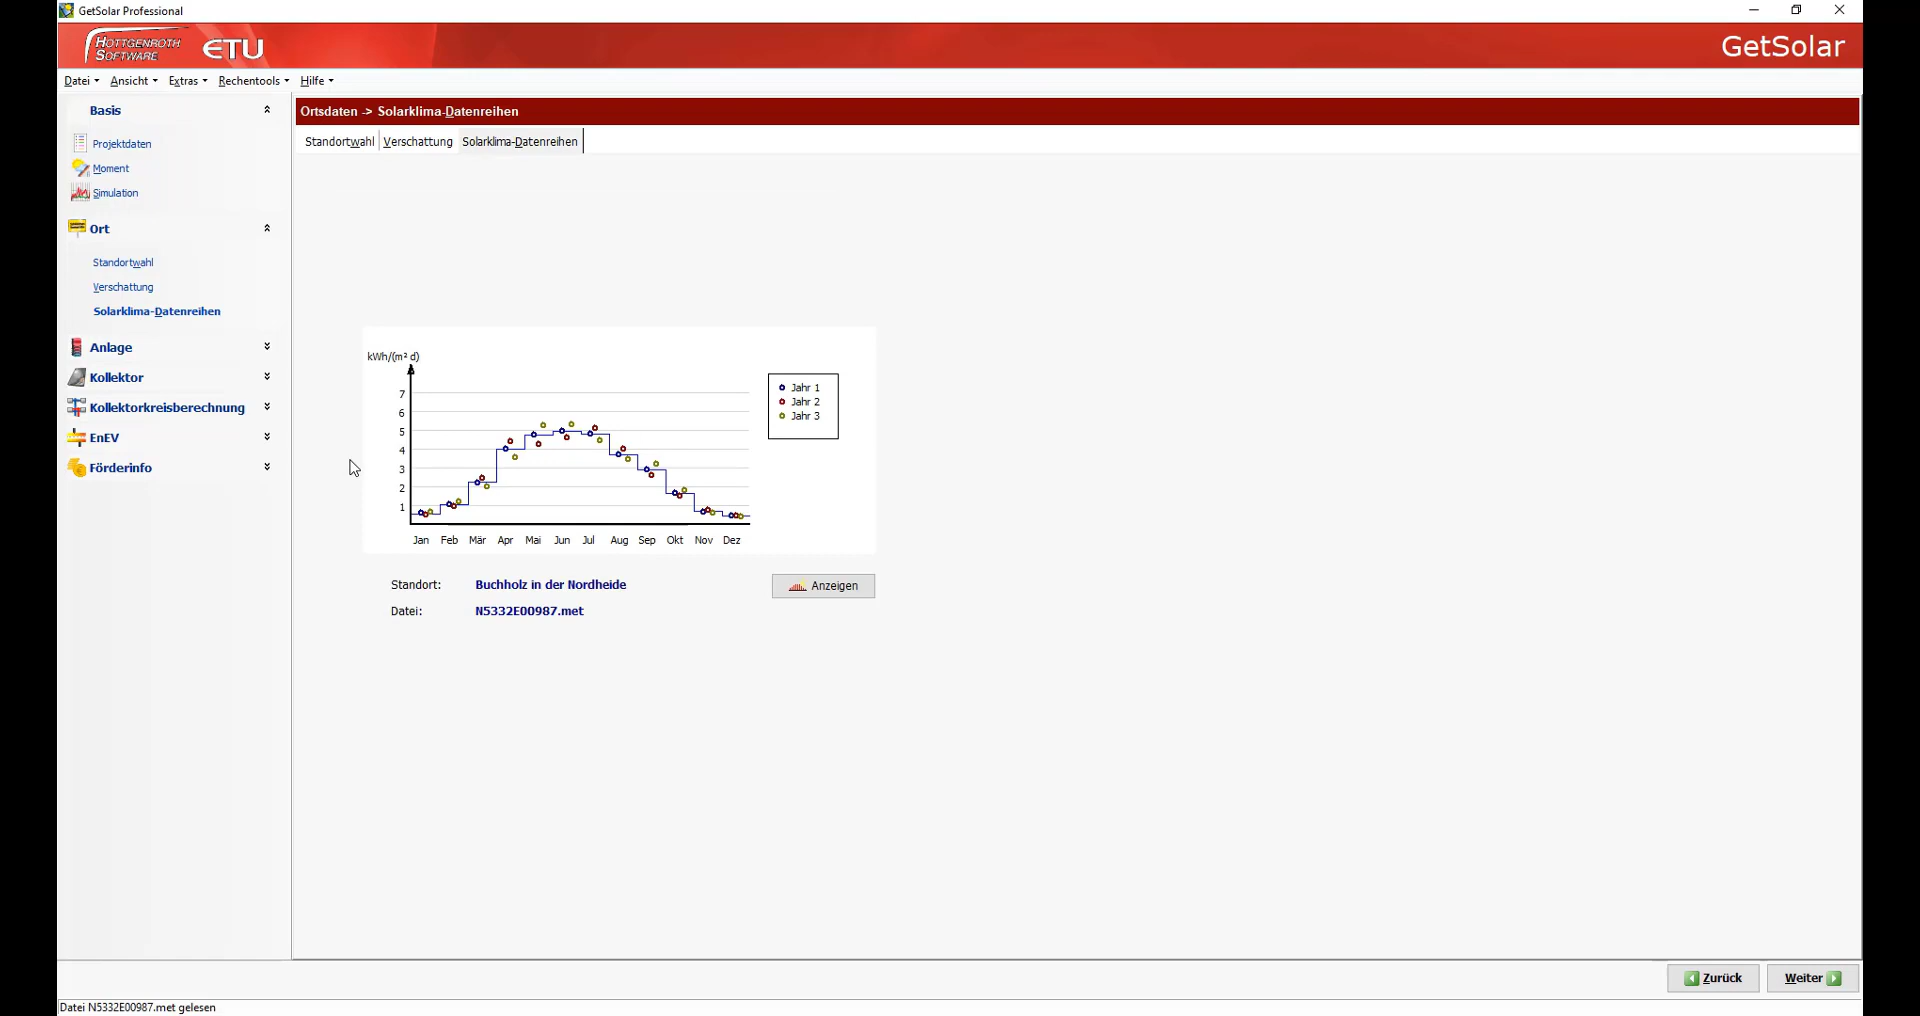 GetSolar Professional
HOTTGENROTH
SOFTWARE
ETU
GetSolar
Datei Ansicht Extras Rechentools Hilfe
Basis
Projektdaten
Moment
Simulation
Ort
Standortwahl
Verschattung
Solarklima-Datenreihen
Anlage
Kollektor
Kollektorkreisberechnung
EnEV
Förderinfo
Ortsdaten -> Solarklima-Datenreihen
Standortwahl Verschattung Solarklima-Datenreihen
kWh/(m² d)
7
6
5
4
3
2
1
Jan Feb Mär Apr Mai Jun Jul Aug Sep Okt Nov Dez
Jahr 1
Jahr 2
Jahr 3
Standort: Buchholz in der Nordheide
Anzeigen
Datei: N5332E00987.met
Zurück Weiter
Datei N5332E00987.met gelesen